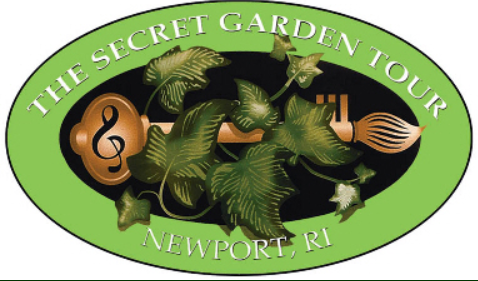 THE SECRET GARDEN TOUR
NEWPORT, RI